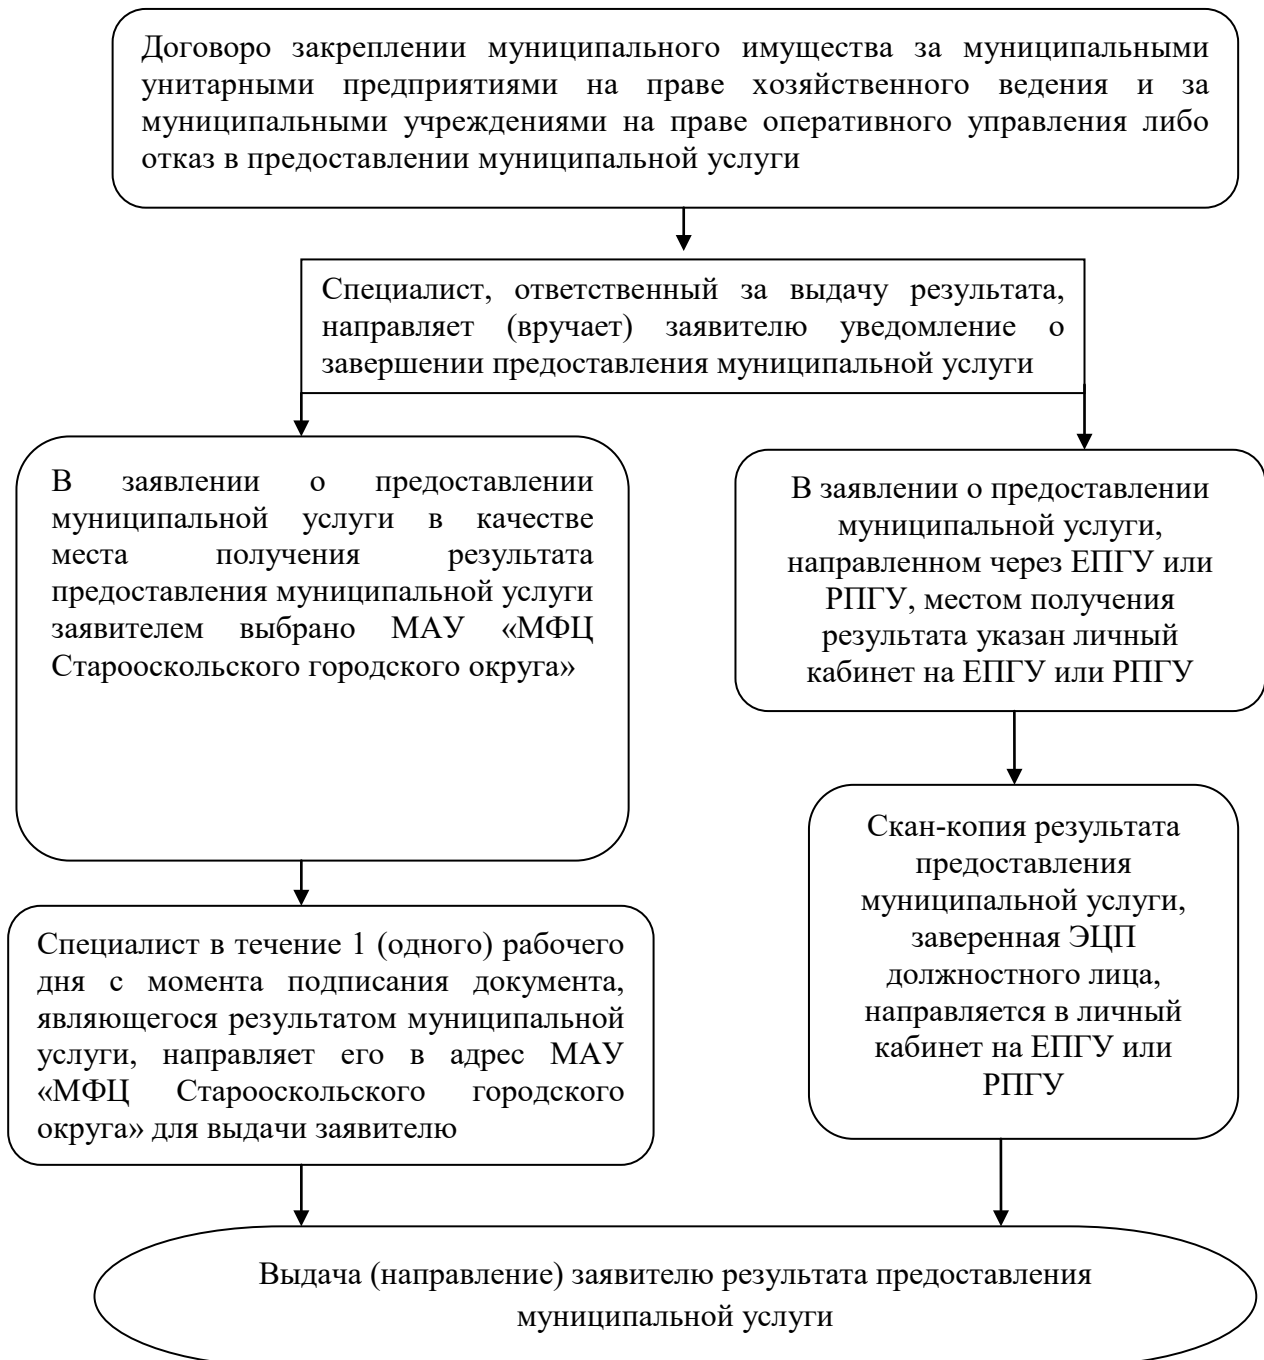 Договоро закреплении муниципального имущества за муниципальными
унитарными предприятиями на праве хозяйственного ведения и за
муниципальными учреждениями на праве оперативного управления либо
отказ в предоставлении муниципальной услуги
Специалист, ответственный за выдачу результата,
направляет (вручает) заявителю уведомление о
завершении предоставления муниципальной услуги
В заявлении о предоставлении
муниципальной услуги в качестве
места получения результата
предоставления муниципальной услуги
заявителем выбрано МАУ «МФЦ
Старооскольского городского округа»
В заявлении о предоставлении
муниципальной услуги,
направленном через ЕПГУ или
РПГУ, местом получения
результата указан личный
кабинет на ЕПГУ или РПГУ
Специалист в течение 1 (одного) рабочего
дня с момента подписания документа,
являющегося результатом муниципальной
услуги, направляет его в адрес МАУ
«МФЦ Старооскольского городского
округа» для выдачи заявителю
Скан-копия результата
предоставления
муниципальной услуги,
заверенная ЭЦП
должностного лица,
направляется в личный
кабинет на ЕПГУ или
РПГУ
Выдача (направление) заявителю результата предоставления
муниципальной услуги